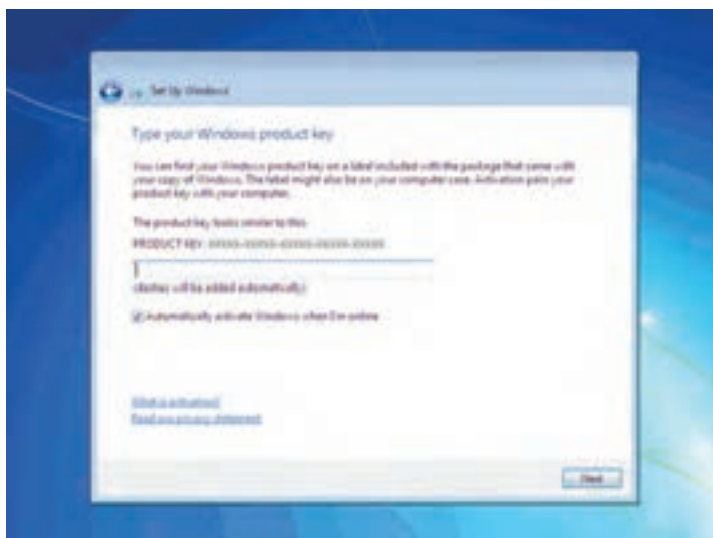 Set Up Windows
Type your Windows product key
You can find your Windows product key on a label included with the package that came with
your copy of Windows. The label might also be on your computer case. Activation pairs your
product key with your computer.
The product key looks similar to this:
PRODUCT KEY: XXXXX-XXXXX-XXXXX-XXXXX-XXXXX
(dashes will be added automatically)
Automatically activate Windows when I'm online
What is activation?
Read our privacy statement